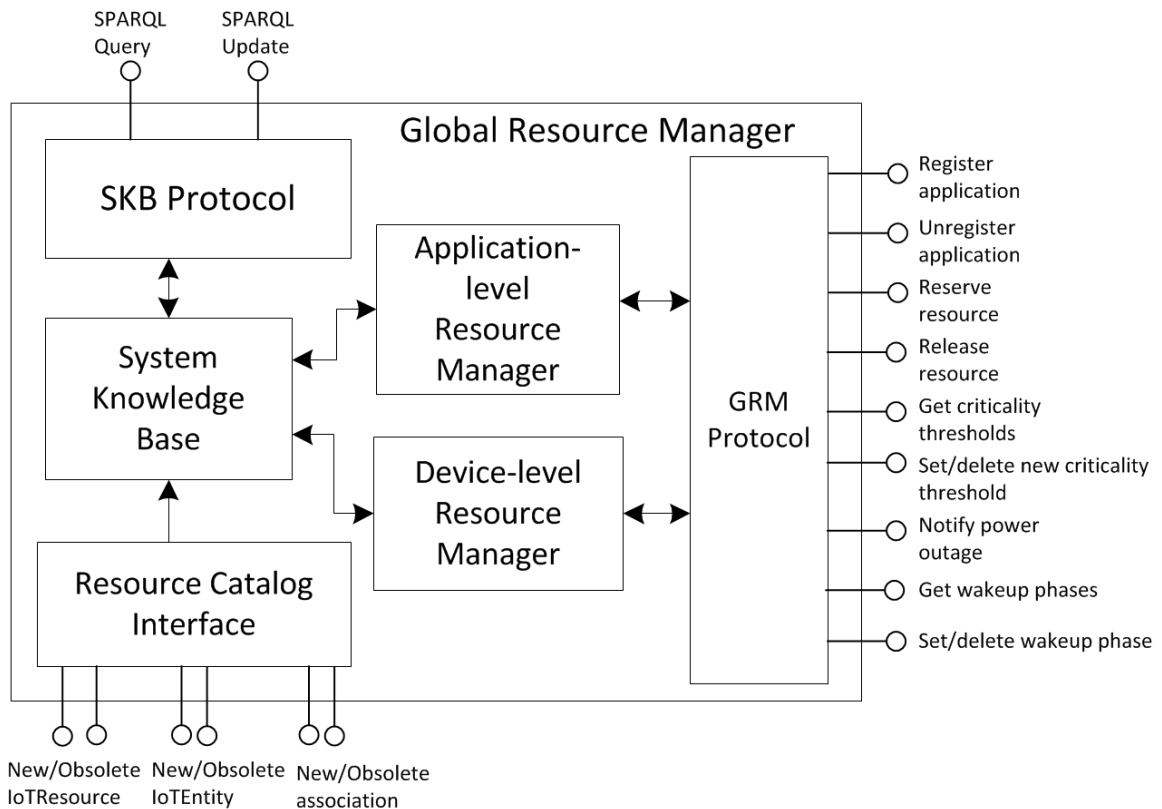 SPARQL
Query
SPARQL
Update
Global Resource Manager
SKB Protocol
Application-
level
Resource
Manager
System
Knowledge
Base
Device-level
Resource
Manager
Resource Catalog
Interface
GRM
Protocol
Register
application
Unregister
application
Reserve
resource
Release
resource
Get criticality
thresholds
Set/delete new criticality
threshold
Notify power
outage
Get wakeup phases
Set/delete wakeup phase
New/Obsolete
IoTResource
New/Obsolete
IoTEntity
New/Obsolete
association